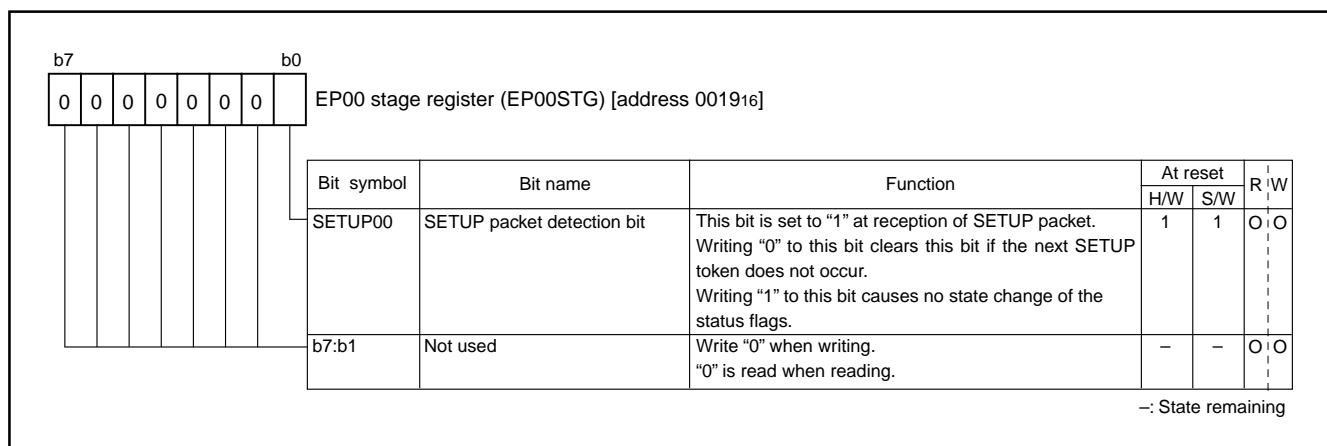 b7 b0
0 0 0 0 0 0 0 EP00 stage register (EP00STG) [address 001916]
Bit symbol Bit name Function At reset R W
H/W S/W
SETUP00 SETUP packet detection bit This bit is set to “1” at reception of SETUP packet. 1 1 O O
Writing “0” to this bit clears this bit if the next SETUP
token does not occur.
Writing “1” to this bit causes no state change of the
status flags.
b7:b1 Not used Write “0” when writing. – – O O
“0” is read when reading.
–: State remaining